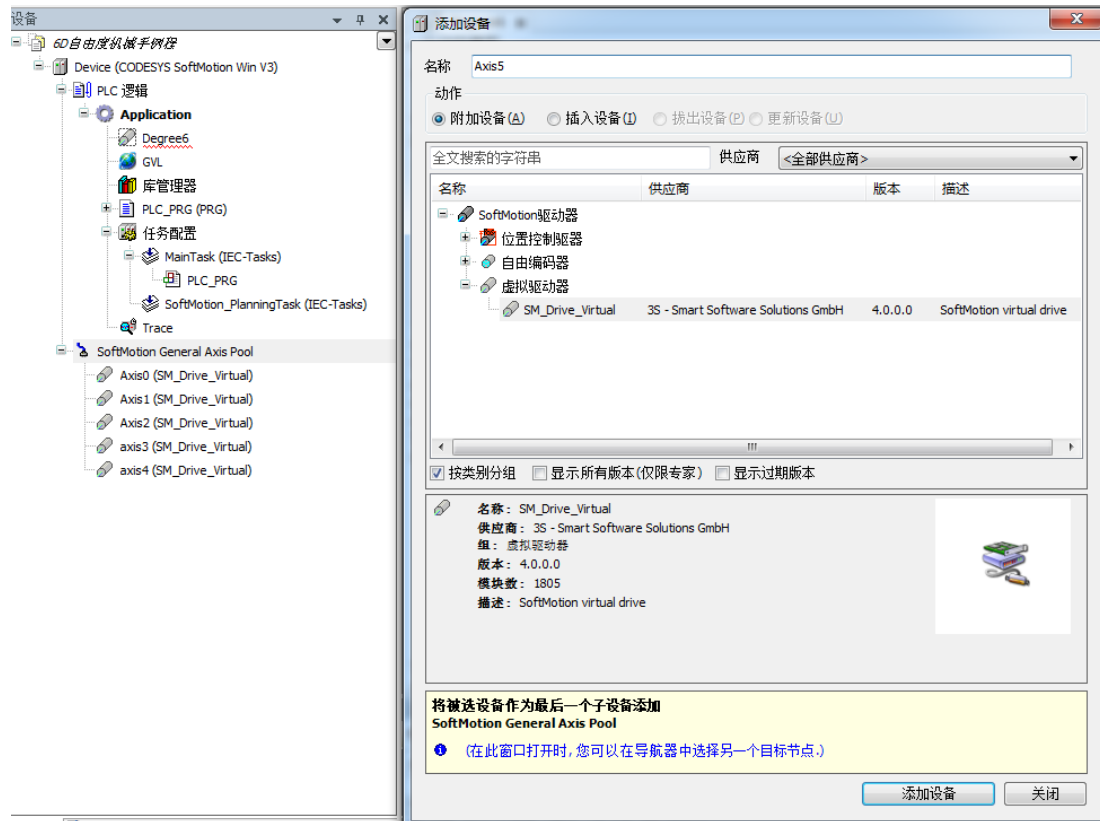 设备
6D自由度机械手例程
Device (CODESYS SoftMotion Win V3)
PLC 逻辑
Application
Degree6
GVL
库管理器
PLC_PRG (PRG)
任务配置
MainTask (IEC-Tasks)
PLC_PRG
SoftMotion_PlanningTask (IEC-Tasks)
Trace
SoftMotion General Axis Pool
Axis0 (SM_Drive_Virtual)
Axis1 (SM_Drive_Virtual)
Axis2 (SM_Drive_Virtual)
axis3 (SM_Drive_Virtual)
axis4 (SM_Drive_Virtual)
添加设备
名称 Axis5
动作
附加设备(A) 插入设备(I) 拔出设备(P) 更新设备(U)
全文搜索的字符串 供应商 <全部供应商>
名称 供应商 版本 描述
SoftMotion驱动器
位置控制驱器
自由编码器
虚拟驱动器
SM_Drive_Virtual 3S - Smart Software Solutions GmbH 4.0.0.0 SoftMotion virtual drive
按类别分组 显示所有版本(仅限专家) 显示过期版本
名称: SM_Drive_Virtual
供应商: 3S - Smart Software Solutions GmbH
组: 虚拟驱动器
版本: 4.0.0.0
模块数: 1805
描述: SoftMotion virtual drive
将被选设备作为最后一个子设备添加
SoftMotion General Axis Pool
(在此窗口打开时,您可以在导航器中选择另一个目标节点.)
添加设备 关闭